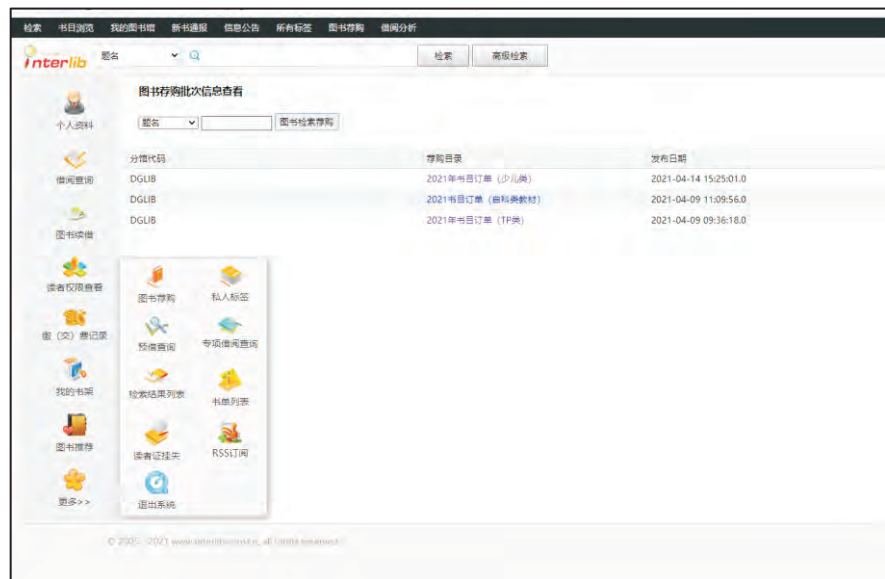 检索 书目浏览 我的图书馆 新书通报 信息公告 所有标签 图书荐购 借阅分析
interlib 题名 检索 高级检索
图书荐购批次信息查看
题名 图书检索荐购
分馆代码 荐购目录 发布日期
DGLIB 2021年书目订单（少儿类） 2021-04-14 15:25:01.0
DGLIB 2021书目订单（曲科类教材） 2021-04-09 11:09:56.0
DGLIB 2021年书目订单（TP类） 2021-04-09 09:36:18.0
个人资料
借阅查询
图书续借
读者权限查看
缴（交）费记录
我的书架
图书推荐
更多>>
图书荐购 私人标签
预借查询 专项借阅查询
检索结果列表 书单列表
读者证挂失 RSS订阅
退出系统
© 2005 - 2021 www.interlib.com.cn, all rights reserved.